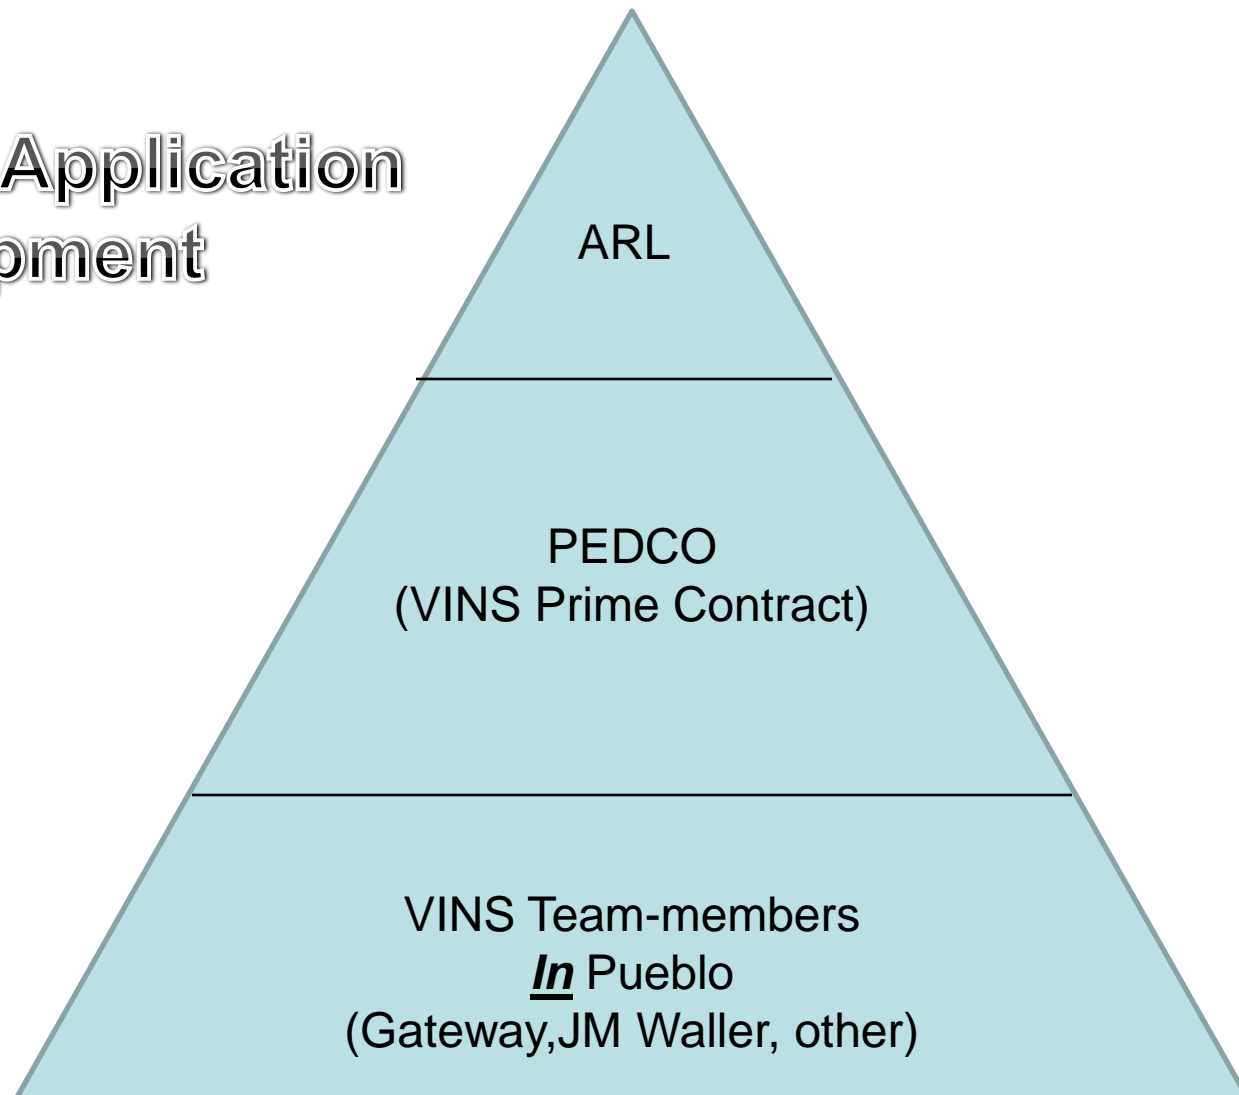 Application
pment
ARL
PEDCO
(VINS Prime Contract)
VINS Team-members
In Pueblo
(Gateway,JM Waller, other)